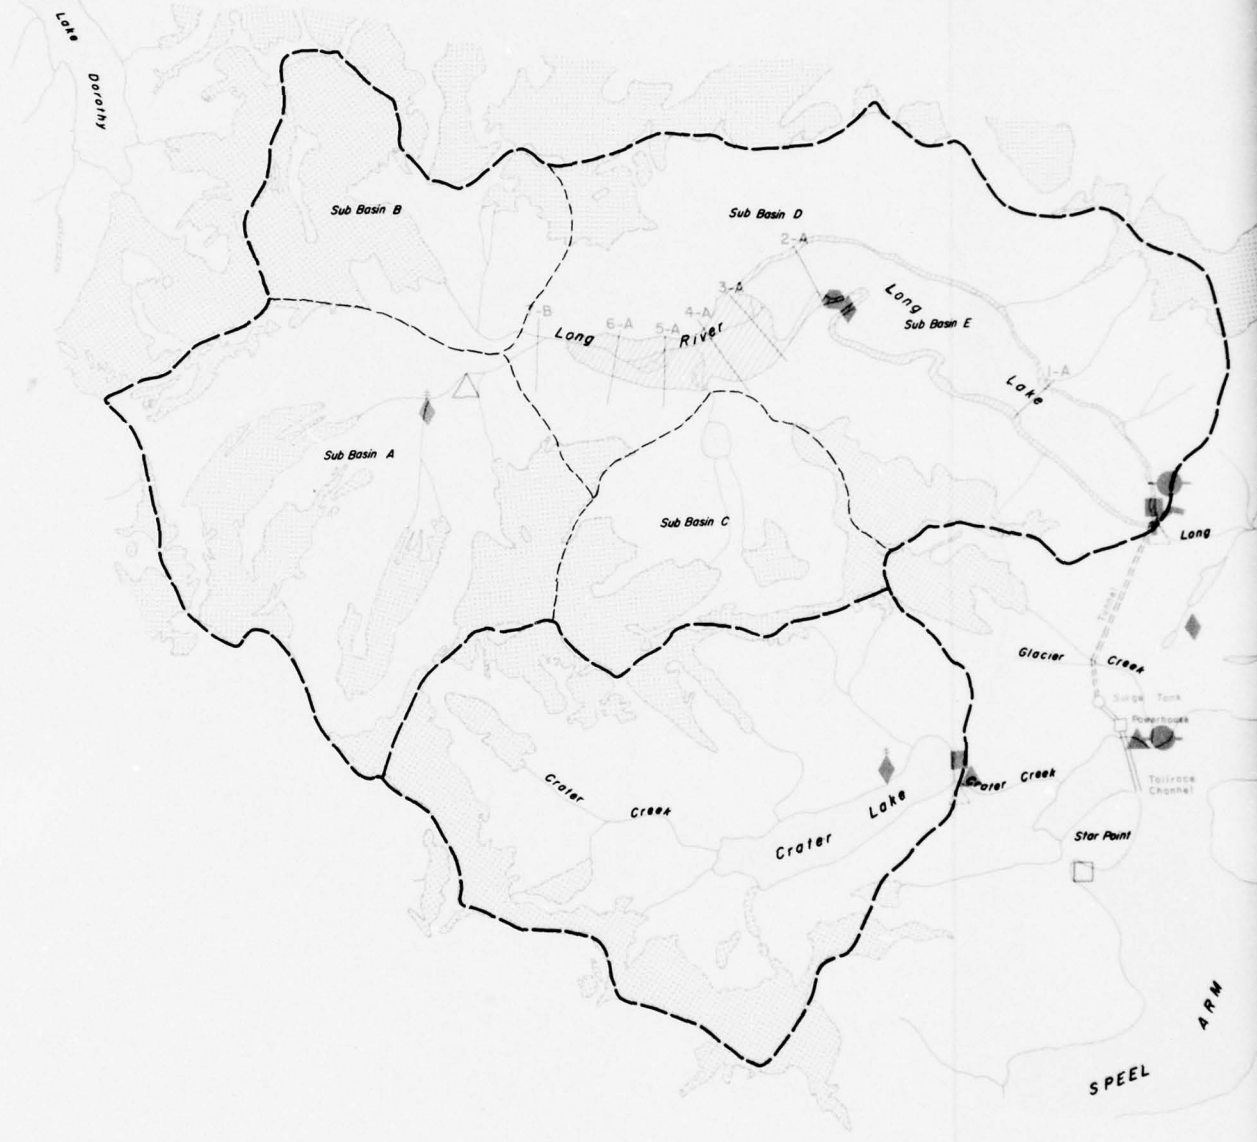 Lake
Dorothy
Sub Basin B
Sub Basin D
2-A
3-A
Long
Sub Basin E
4-A
-B
6-A
5-A
Long
River
1-A
Lake
Sub Basin A
Sub Basin C
Long
Tunnel
Glacier Creek
Surge Tank
Powerhouse
Crater Creek
Crater Creek
Tailrace
Channel
Crater Lake
Star Point
SPEEL ARM